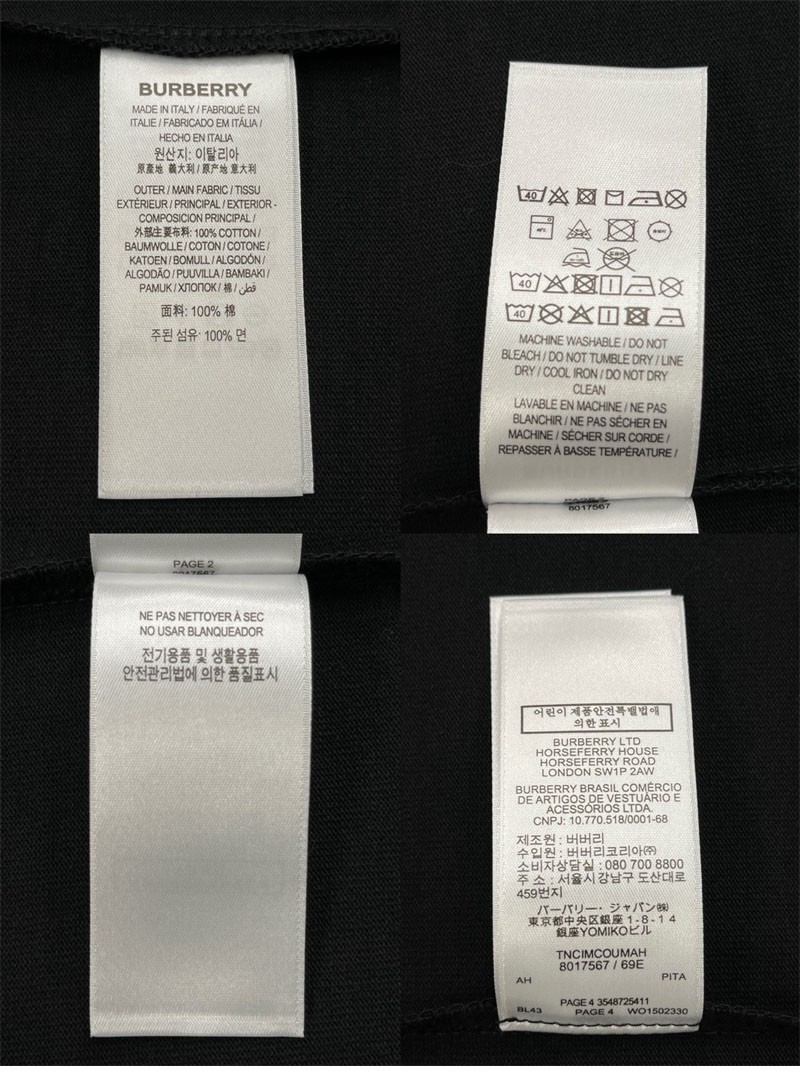 BURBERRY
MADE IN ITALY / FABRIQUÉ EN
ITALIE / FABRICADO EM ITÁLIA /
HECHO EN ITALIA
원산지: 이탈리아
原產地 義大利 / 原产地 意大利
OUTER / MAIN FABRIC / TISSU
EXTÉRIEUR / PRINCIPAL / EXTERIOR -
COMPOSICION PRINCIPAL /
外部主要布料: 100% COTTON /
BAUMWOLLE / COTON / COTONE /
KATOEN / BOMULL / ALGODÓN /
ALGODÃO / PUUVILLA / BAMBAKI /
PAMUK / ХЛОПОК / 棉 / قطن
面料: 100% 棉
주된 섬유: 100% 면
40
40
40
MACHINE WASHABLE / DO NOT
BLEACH / DO NOT TUMBLE DRY / LINE
DRY / COOL IRON / DO NOT DRY
CLEAN
LAVABLE EN MACHINE / NE PAS
BLANCHIR / NE PAS SÉCHER EN
MACHINE / SÉCHER SUR CORDE /
REPASSER À BASSE TEMPÉRATURE /
8017567
PAGE 2
8017567
NE PAS NETTOYER À SEC
NO USAR BLANQUEADOR
전기용품 및 생활용품
안전관리법에 의한 품질표시
어린이 제품안전특별법에
의한 표시
BURBERRY LTD
HORSEFERRY HOUSE
HORSEFERRY ROAD
LONDON SW1P 2AW
BURBERRY BRASIL COMÉRCIO
DE ARTIGOS DE VESTUÁRIO E
ACESSÓRIOS LTDA.
CNPJ: 10.770.518/0001-68
제조원 : 버버리
수입원 : 버버리코리아㈜
소비자상담실 : 080 700 8800
주 소 : 서울시강남구 도산대로
459번지
バーバリー・ジャパン㈱
東京都中央区銀座 1-8-14
銀座YOMIKOビル
TNCIMCOUMAH
8017567 / 69E
AH PITA
PAGE 4 3548725411
BL43 PAGE 4 WO1502330